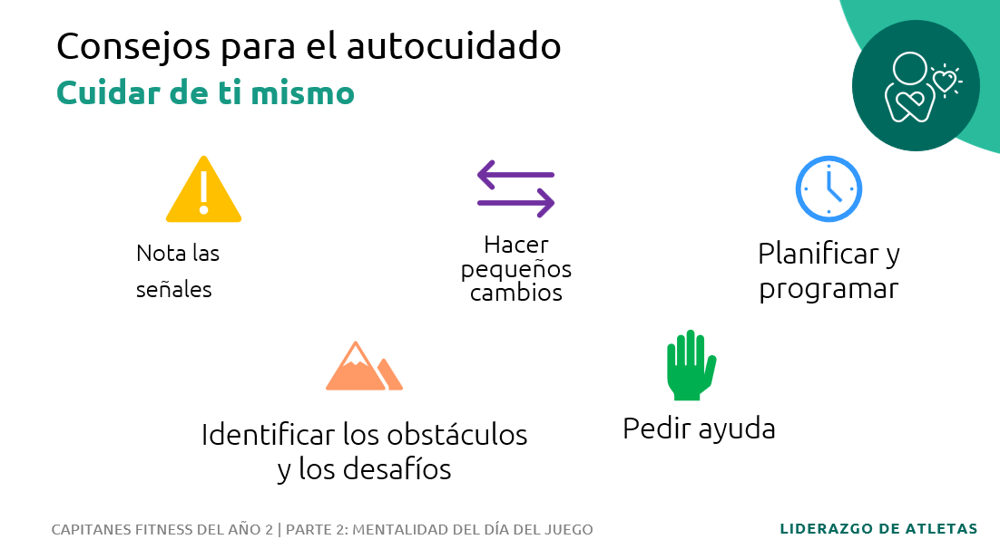 Consejos para el autocuidado
Cuidar de ti mismo
Nota las
señales
Hacer
pequeños
cambios
Planificar y
programar
Identificar los obstáculos
y los desafíos
Pedir ayuda
CAPITANES FITNESS DEL AÑO 2 | PARTE 2: MENTALIDAD DEL DÍA DEL JUEGO
LIDERAZGO DE ATLETAS